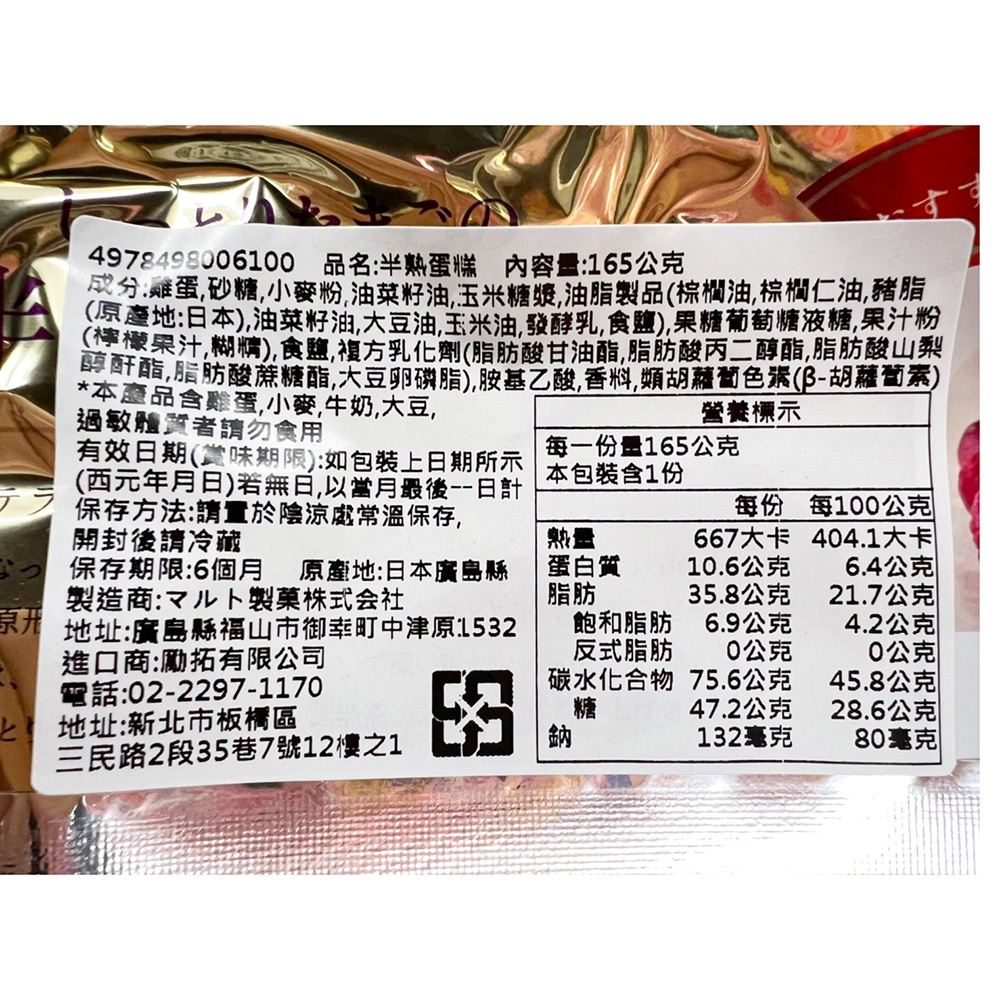 しっとりたまごの
おすす
半
4978498006100 品名:半熟蛋糕 內容量:165公克
成分:雞蛋,砂糖,小麥粉,油菜籽油,玉米糖漿,油脂製品(棕櫚油,棕櫚仁油,豬脂
(原產地:日本),油菜籽油,大豆油,玉米油,發酵乳,食鹽),果糖葡萄糖液糖,果汁粉
(檸檬果汁,糊精),食鹽,複方乳化劑(脂肪酸甘油酯,脂肪酸丙二醇酯,脂肪酸山梨
醇酐酯,脂肪酸蔗糖酯,大豆卵磷脂),胺基乙酸,香料,類胡蘿蔔色素(β-胡蘿蔔素)
*本產品含雞蛋,小麥,牛奶,大豆,
過敏體質者請勿食用
有效日期(賞味期限):如包裝上日期所示
(西元年月日)若無日,以當月最後一日計
保存方法:請置於陰涼處常溫保存,
開封後請冷藏
保存期限:6個月 原產地:日本廣島縣
製造商:マルト製菓株式会社
地址:廣島縣福山市御幸町中津原1532
進口商:勵拓有限公司
電話:02-2297-1170
地址:新北市板橋區
三民路2段35巷7號12樓之1
營養標示
每一份量165公克
本包裝含1份
每份 每100公克
熱量 667大卡 404.1大卡
蛋白質 10.6公克 6.4公克
脂肪 35.8公克 21.7公克
飽和脂肪 6.9公克 4.2公克
反式脂肪 0公克 0公克
碳水化合物 75.6公克 45.8公克
糖 47.2公克 28.6公克
鈉 132毫克 80毫克